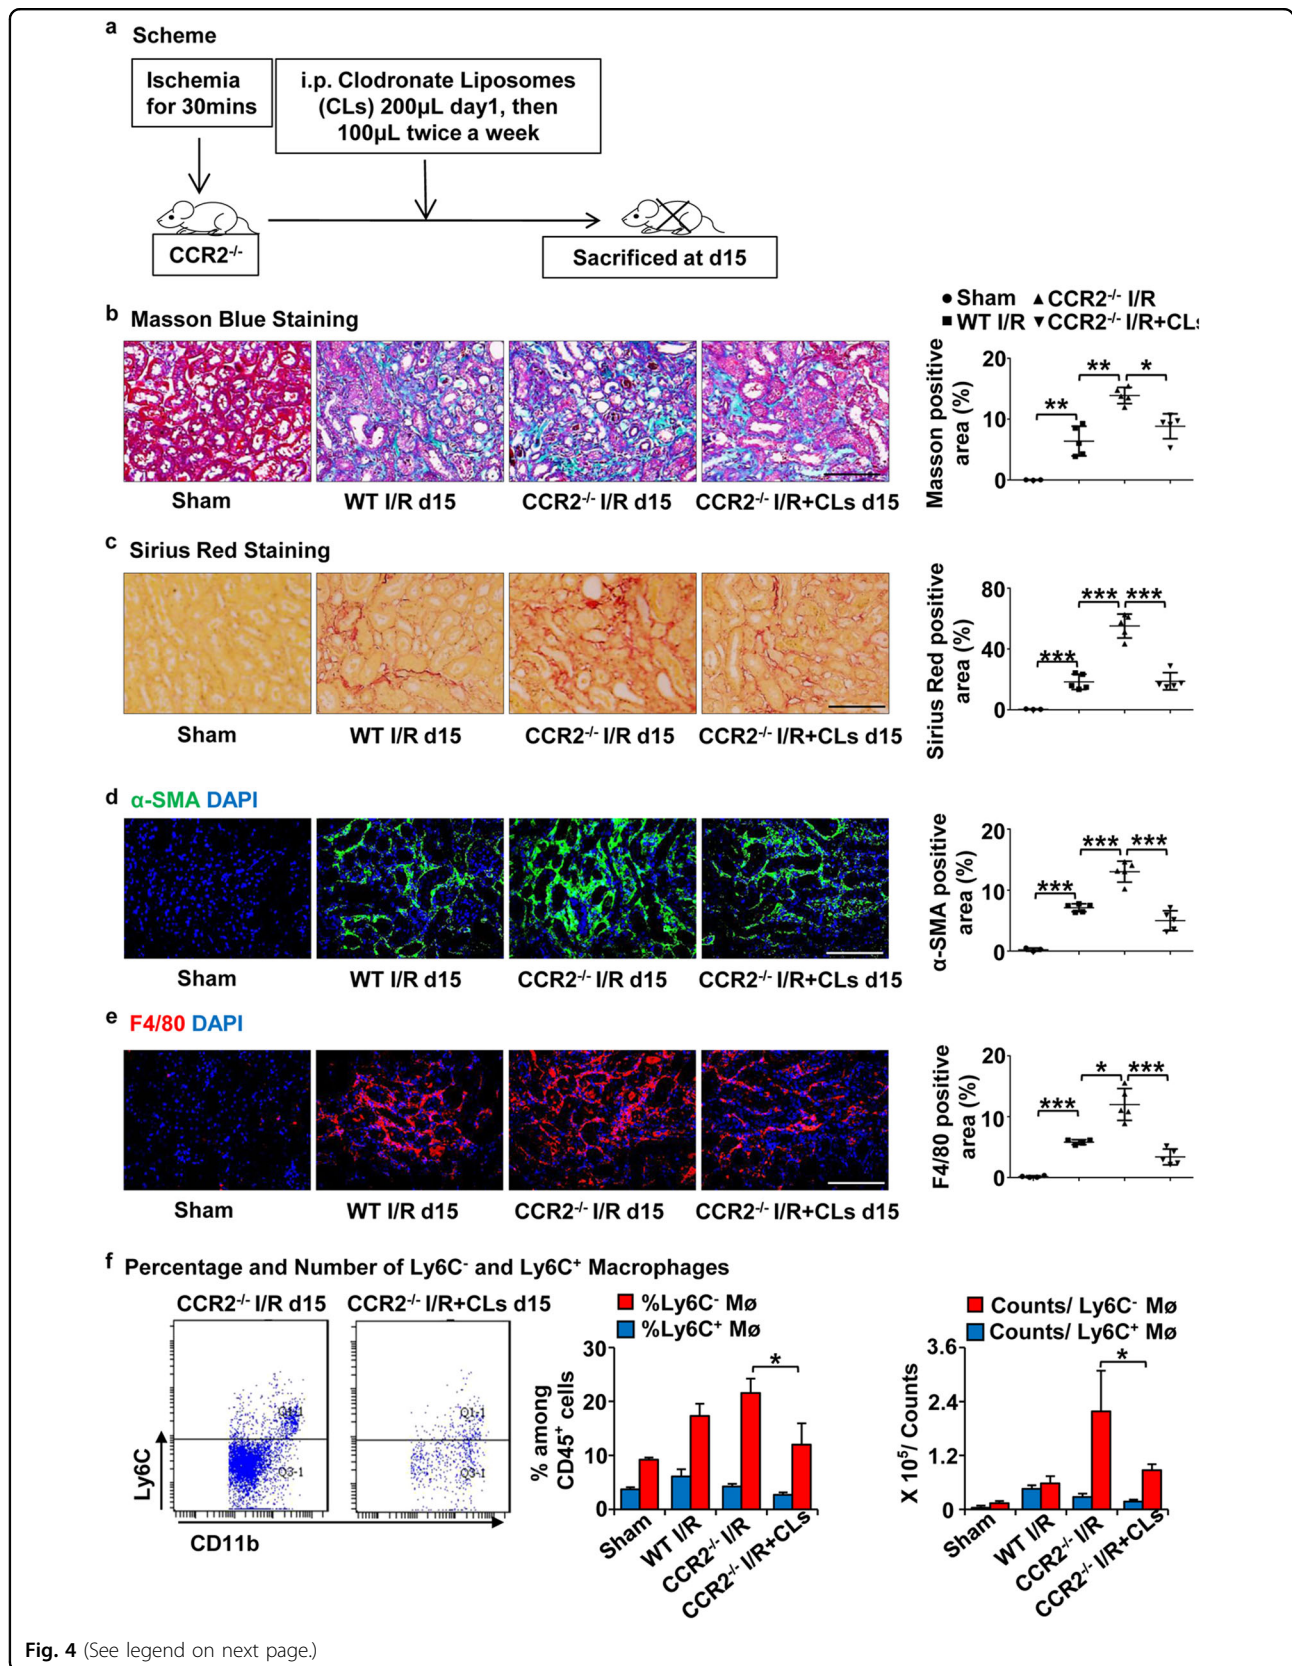 a Scheme
Ischemia
for 30mins
i.p. Clodronate Liposomes
(CLs) 200µL day1, then
100µL twice a week
CCR2-/-
Sacrificed at d15
b Masson Blue Staining
Sham
WT I/R d15
CCR2-/- I/R d15
CCR2-/- I/R+CLs d15
● Sham ▲ CCR2-/- I/R
■ WT I/R ▼ CCR2-/- I/R+CLs
Masson positive
area (%)
20
10
0
**
**
*
c Sirius Red Staining
Sham
WT I/R d15
CCR2-/- I/R d15
CCR2-/- I/R+CLs d15
Sirius Red positive
area (%)
80
40
0
***
***
***
d α-SMA DAPI
Sham
WT I/R d15
CCR2-/- I/R d15
CCR2-/- I/R+CLs d15
α-SMA positive
area (%)
20
10
0
***
***
***
e F4/80 DAPI
Sham
WT I/R d15
CCR2-/- I/R d15
CCR2-/- I/R+CLs d15
F4/80 positive
area (%)
20
10
0
***
*
***
f Percentage and Number of Ly6C- and Ly6C+ Macrophages
CCR2-/- I/R d15
CCR2-/- I/R+CLs d15
Q1-1
Q3-1
Q1-1
Q3-1
Ly6C
CD11b
%Ly6C- Mø
%Ly6C+ Mø
% among
CD45+ cells
30
20
10
0
*
Sham
WT I/R
CCR2-/- I/R
CCR2-/- I/R+CLs
Counts/ Ly6C- Mø
Counts/ Ly6C+ Mø
X 10⁵/ Counts
3.6
2.4
1.2
0
*
Sham
WT I/R
CCR2-/- I/R
CCR2-/- I/R+CLs
Fig. 4 (See legend on next page.)